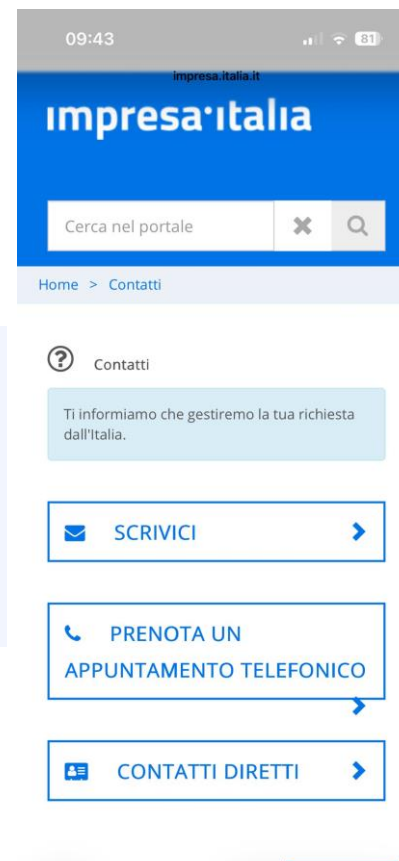 09:43
81
impresa.italia.it
impresa•italia
Cerca nel portale
Home > Contatti
Contatti
Ti informiamo che gestiremo la tua richiesta
dall'Italia.
SCRIVICI
PRENOTA UN
APPUNTAMENTO TELEFONICO
CONTATTI DIRETTI